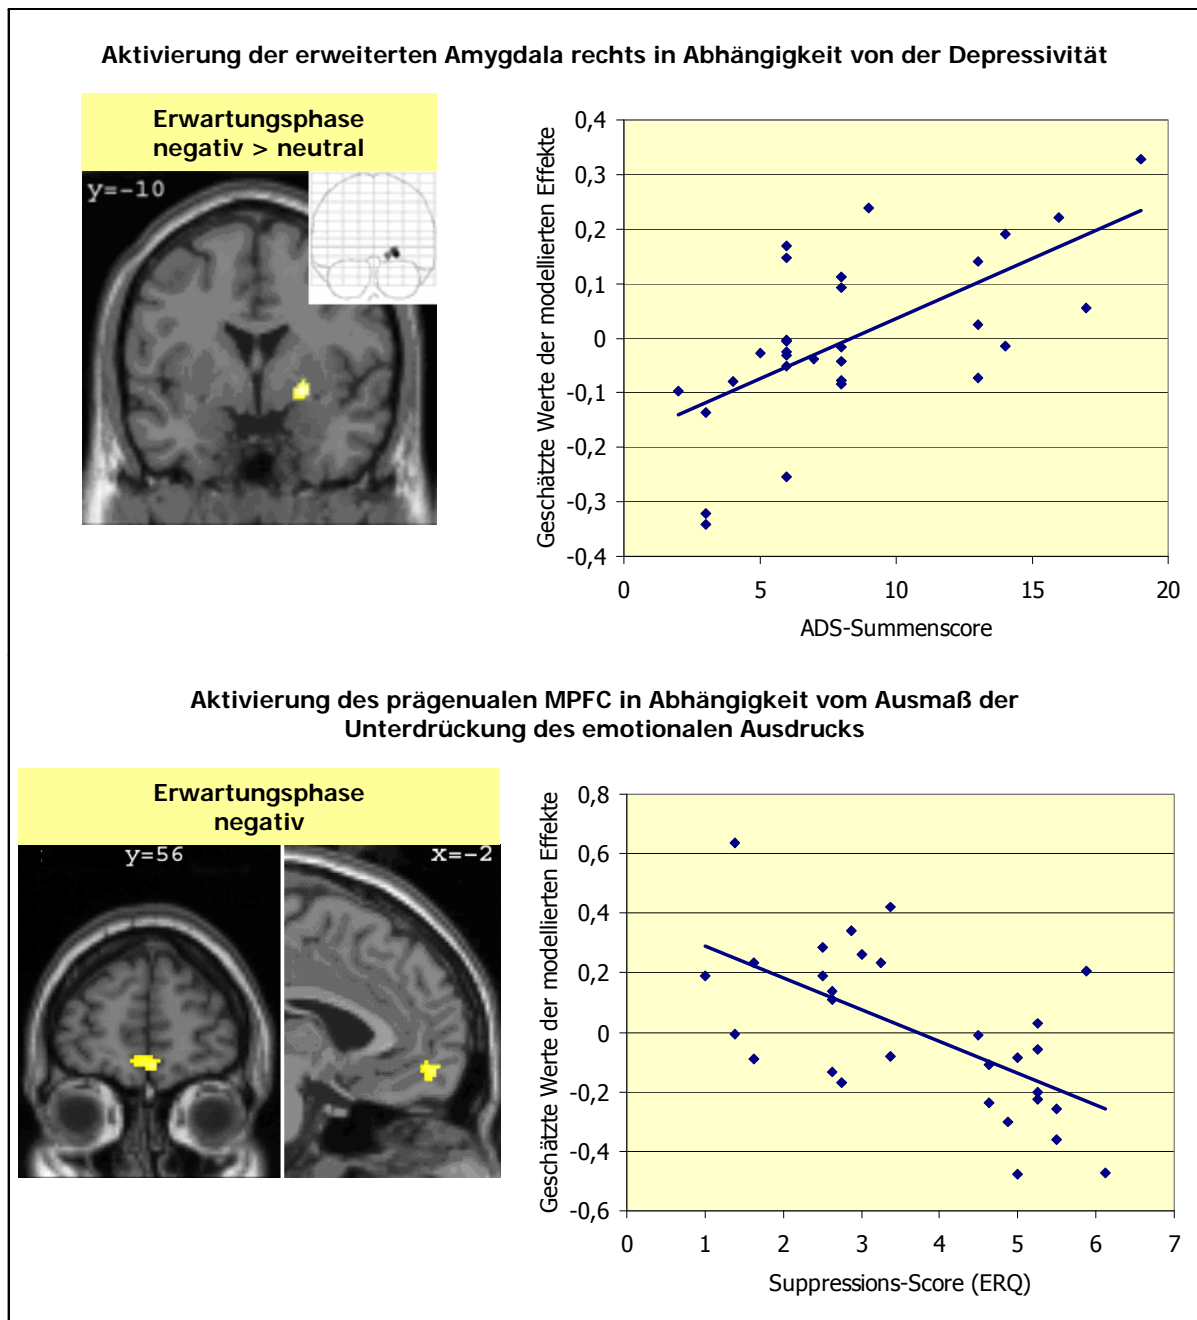 Aktivierung der erweiterten Amygdala rechts in Abhängigkeit von der Depressivität
Erwartungsphase
negativ > neutral
y=-10
Geschätzte Werte der modellierten Effekte
0,4
0,3
0,2
0,1
0
-0,1
-0,2
-0,3
-0,4
0
5
10
15
20
ADS-Summenscore
Aktivierung des prägenualen MPFC in Abhängigkeit vom Ausmaß der
Unterdrückung des emotionalen Ausdrucks
Erwartungsphase
negativ
y=56
x=-2
Geschätzte Werte der modellierten Effekte
0,8
0,6
0,4
0,2
0
-0,2
-0,4
-0,6
0
1
2
3
4
5
6
7
Suppressions-Score (ERQ)